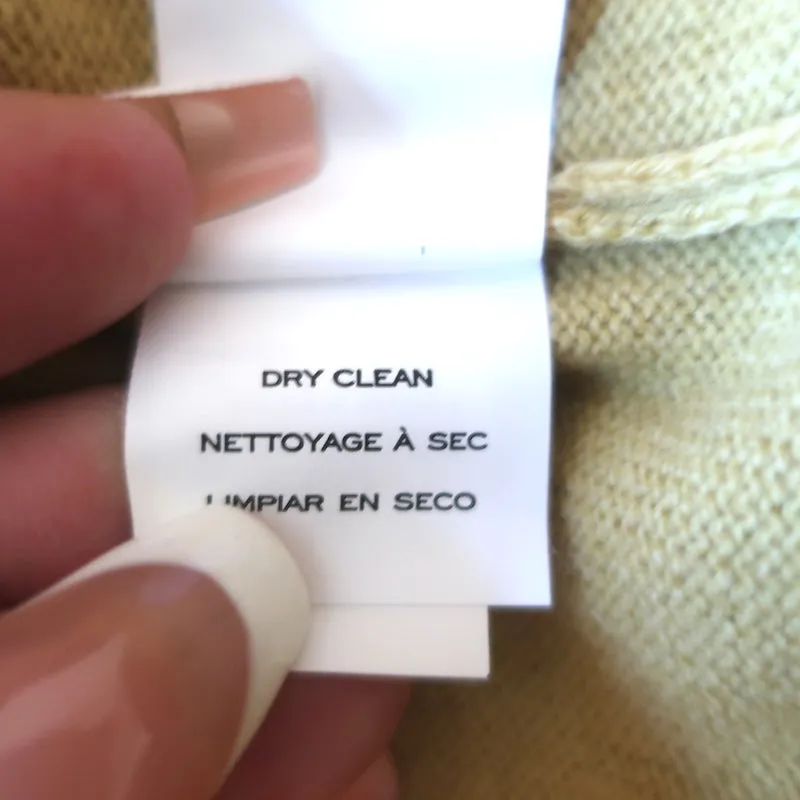 DRY CLEAN
NETTOYAGE À SEC
LIMPIAR EN SECO